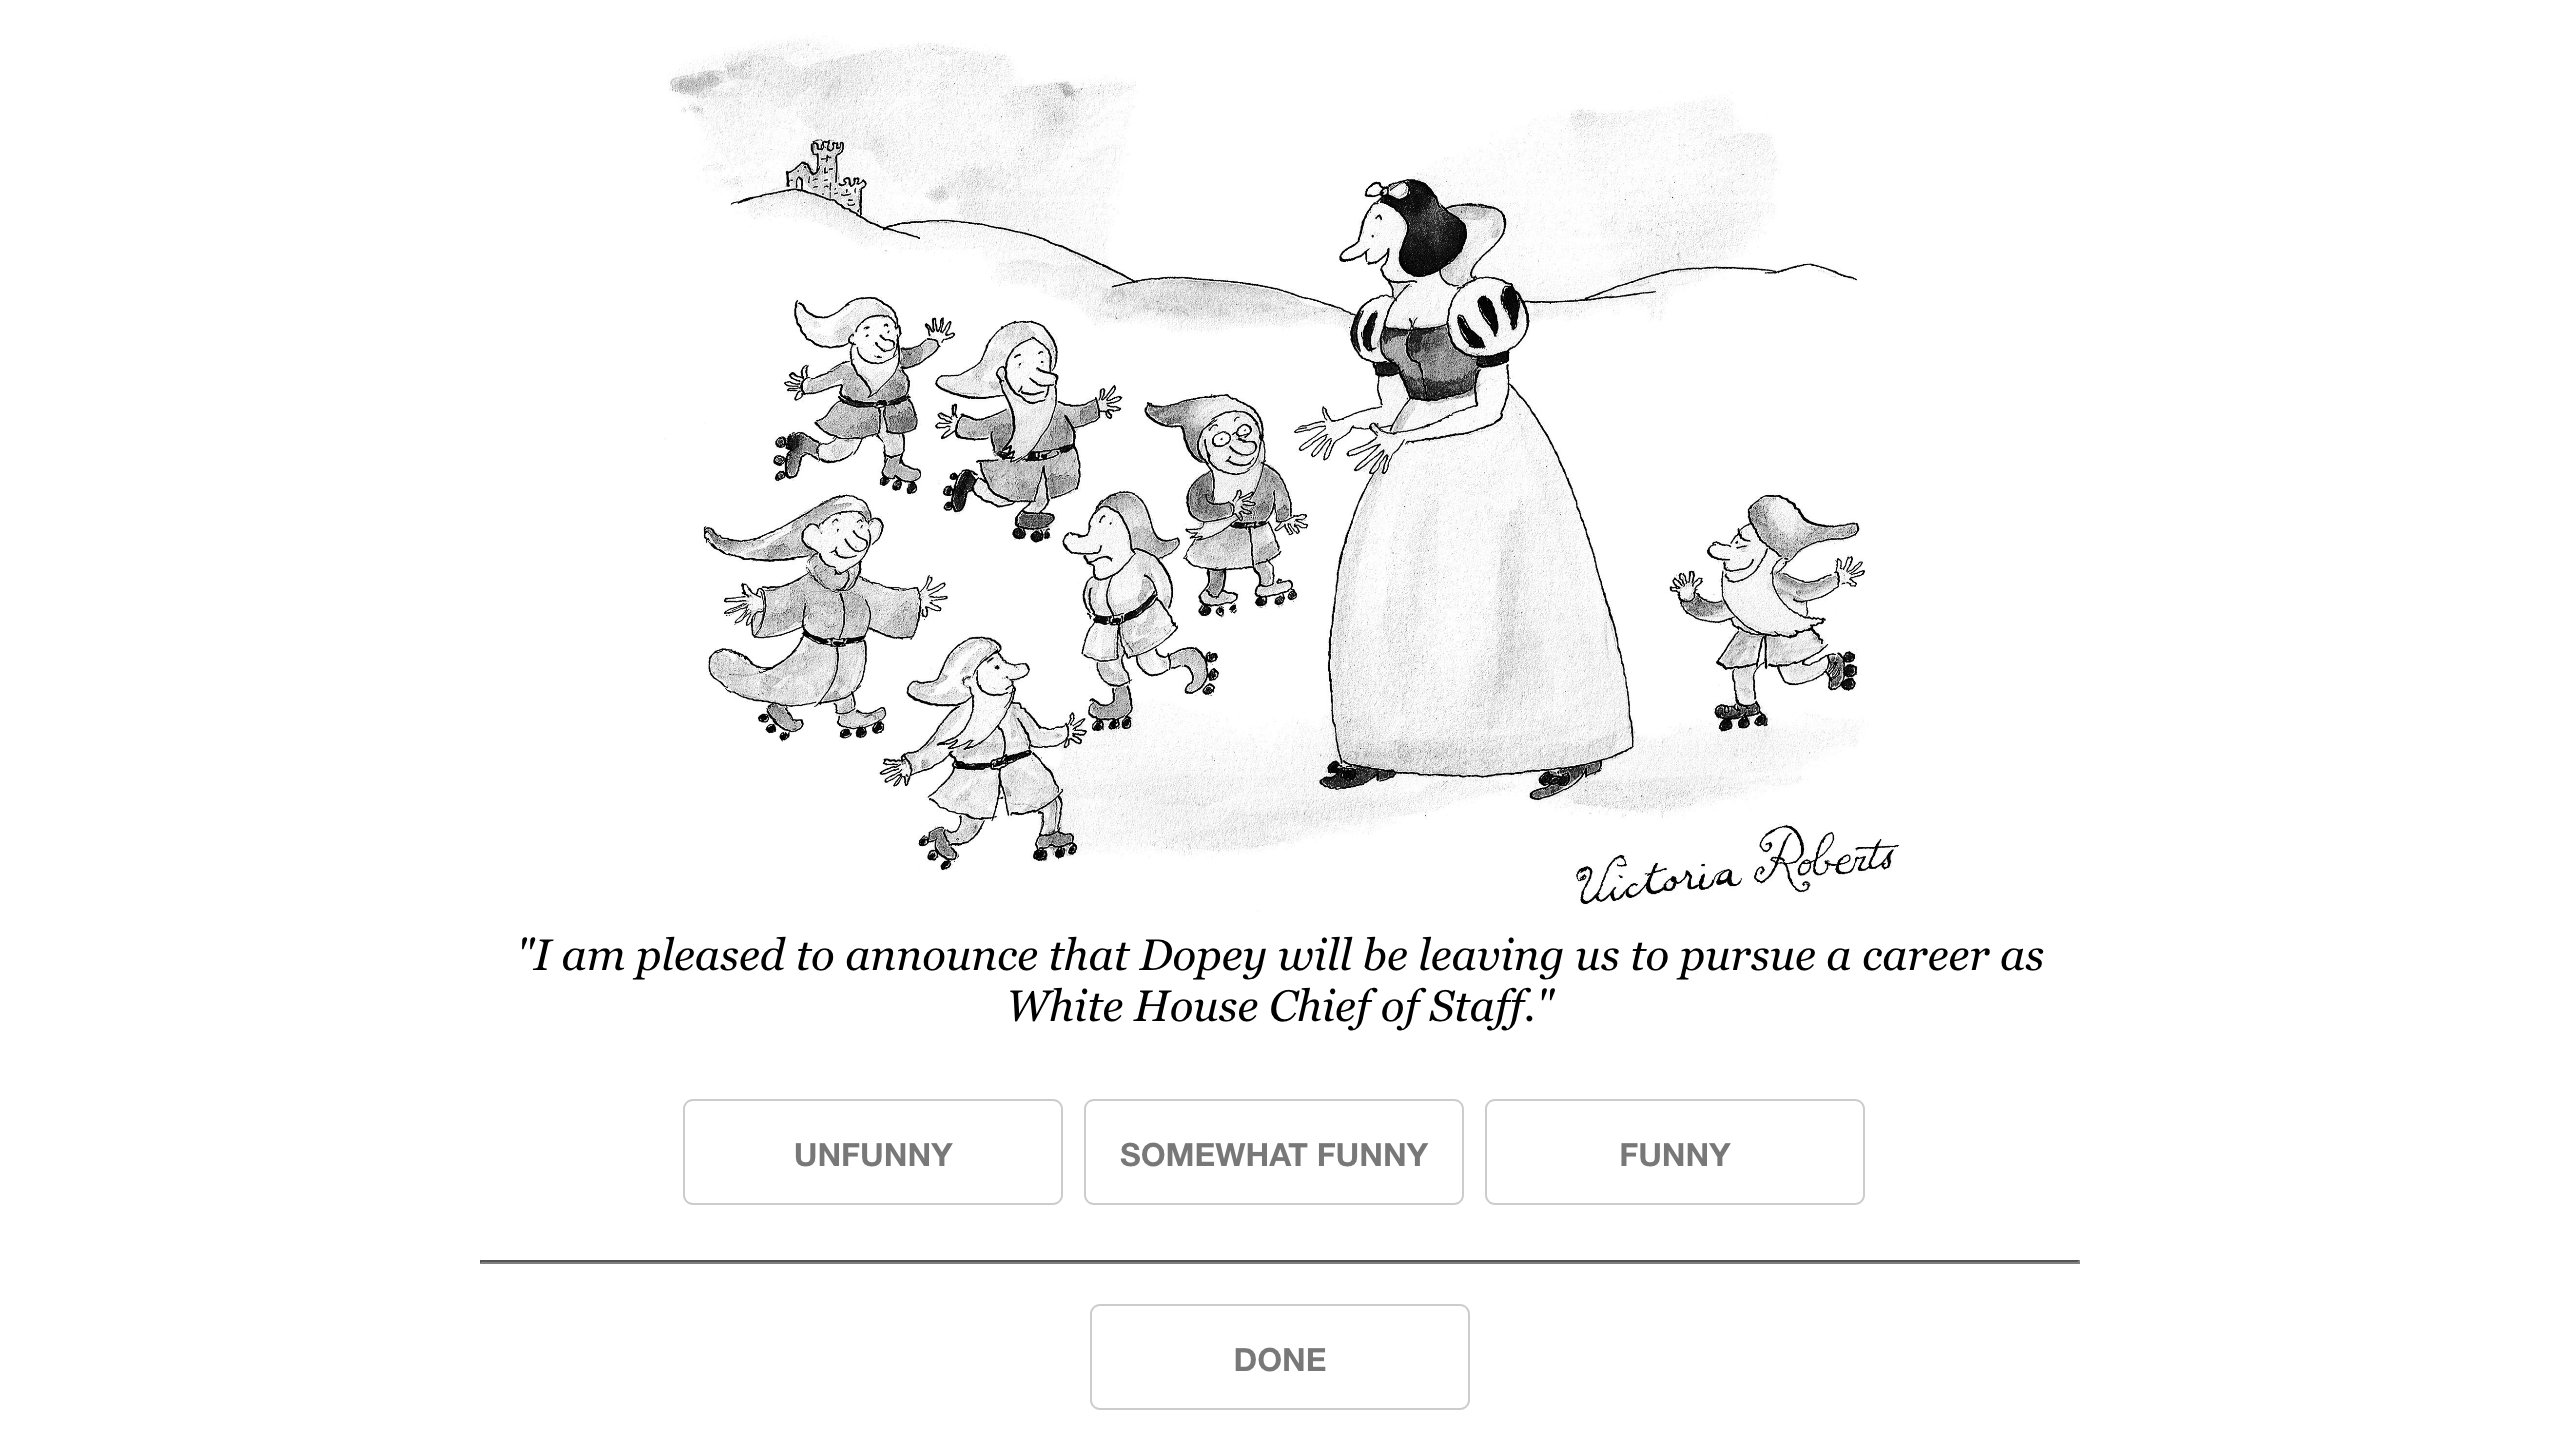 Victoria Roberts
"I am pleased to announce that Dopey will be leaving us to pursue a career as
White House Chief of Staff."
UNFUNNY
SOMEWHAT FUNNY
FUNNY
DONE